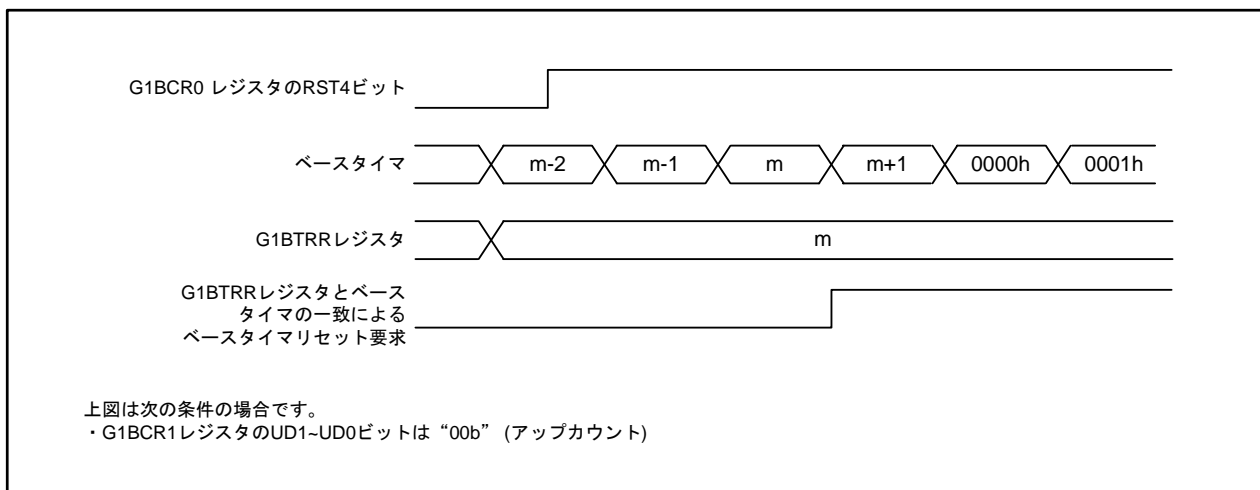 G1BCR0 レジスタのRST4ビット
ベースタイマ
m-2 m-1 m m+1 0000h 0001h
G1BTRRレジスタ
m
G1BTRRレジスタとベース
タイマの一致による
ベースタイマリセット要求
上図は次の条件の場合です。
・G1BCR1レジスタのUD1~UD0ビットは“00b” (アップカウント)